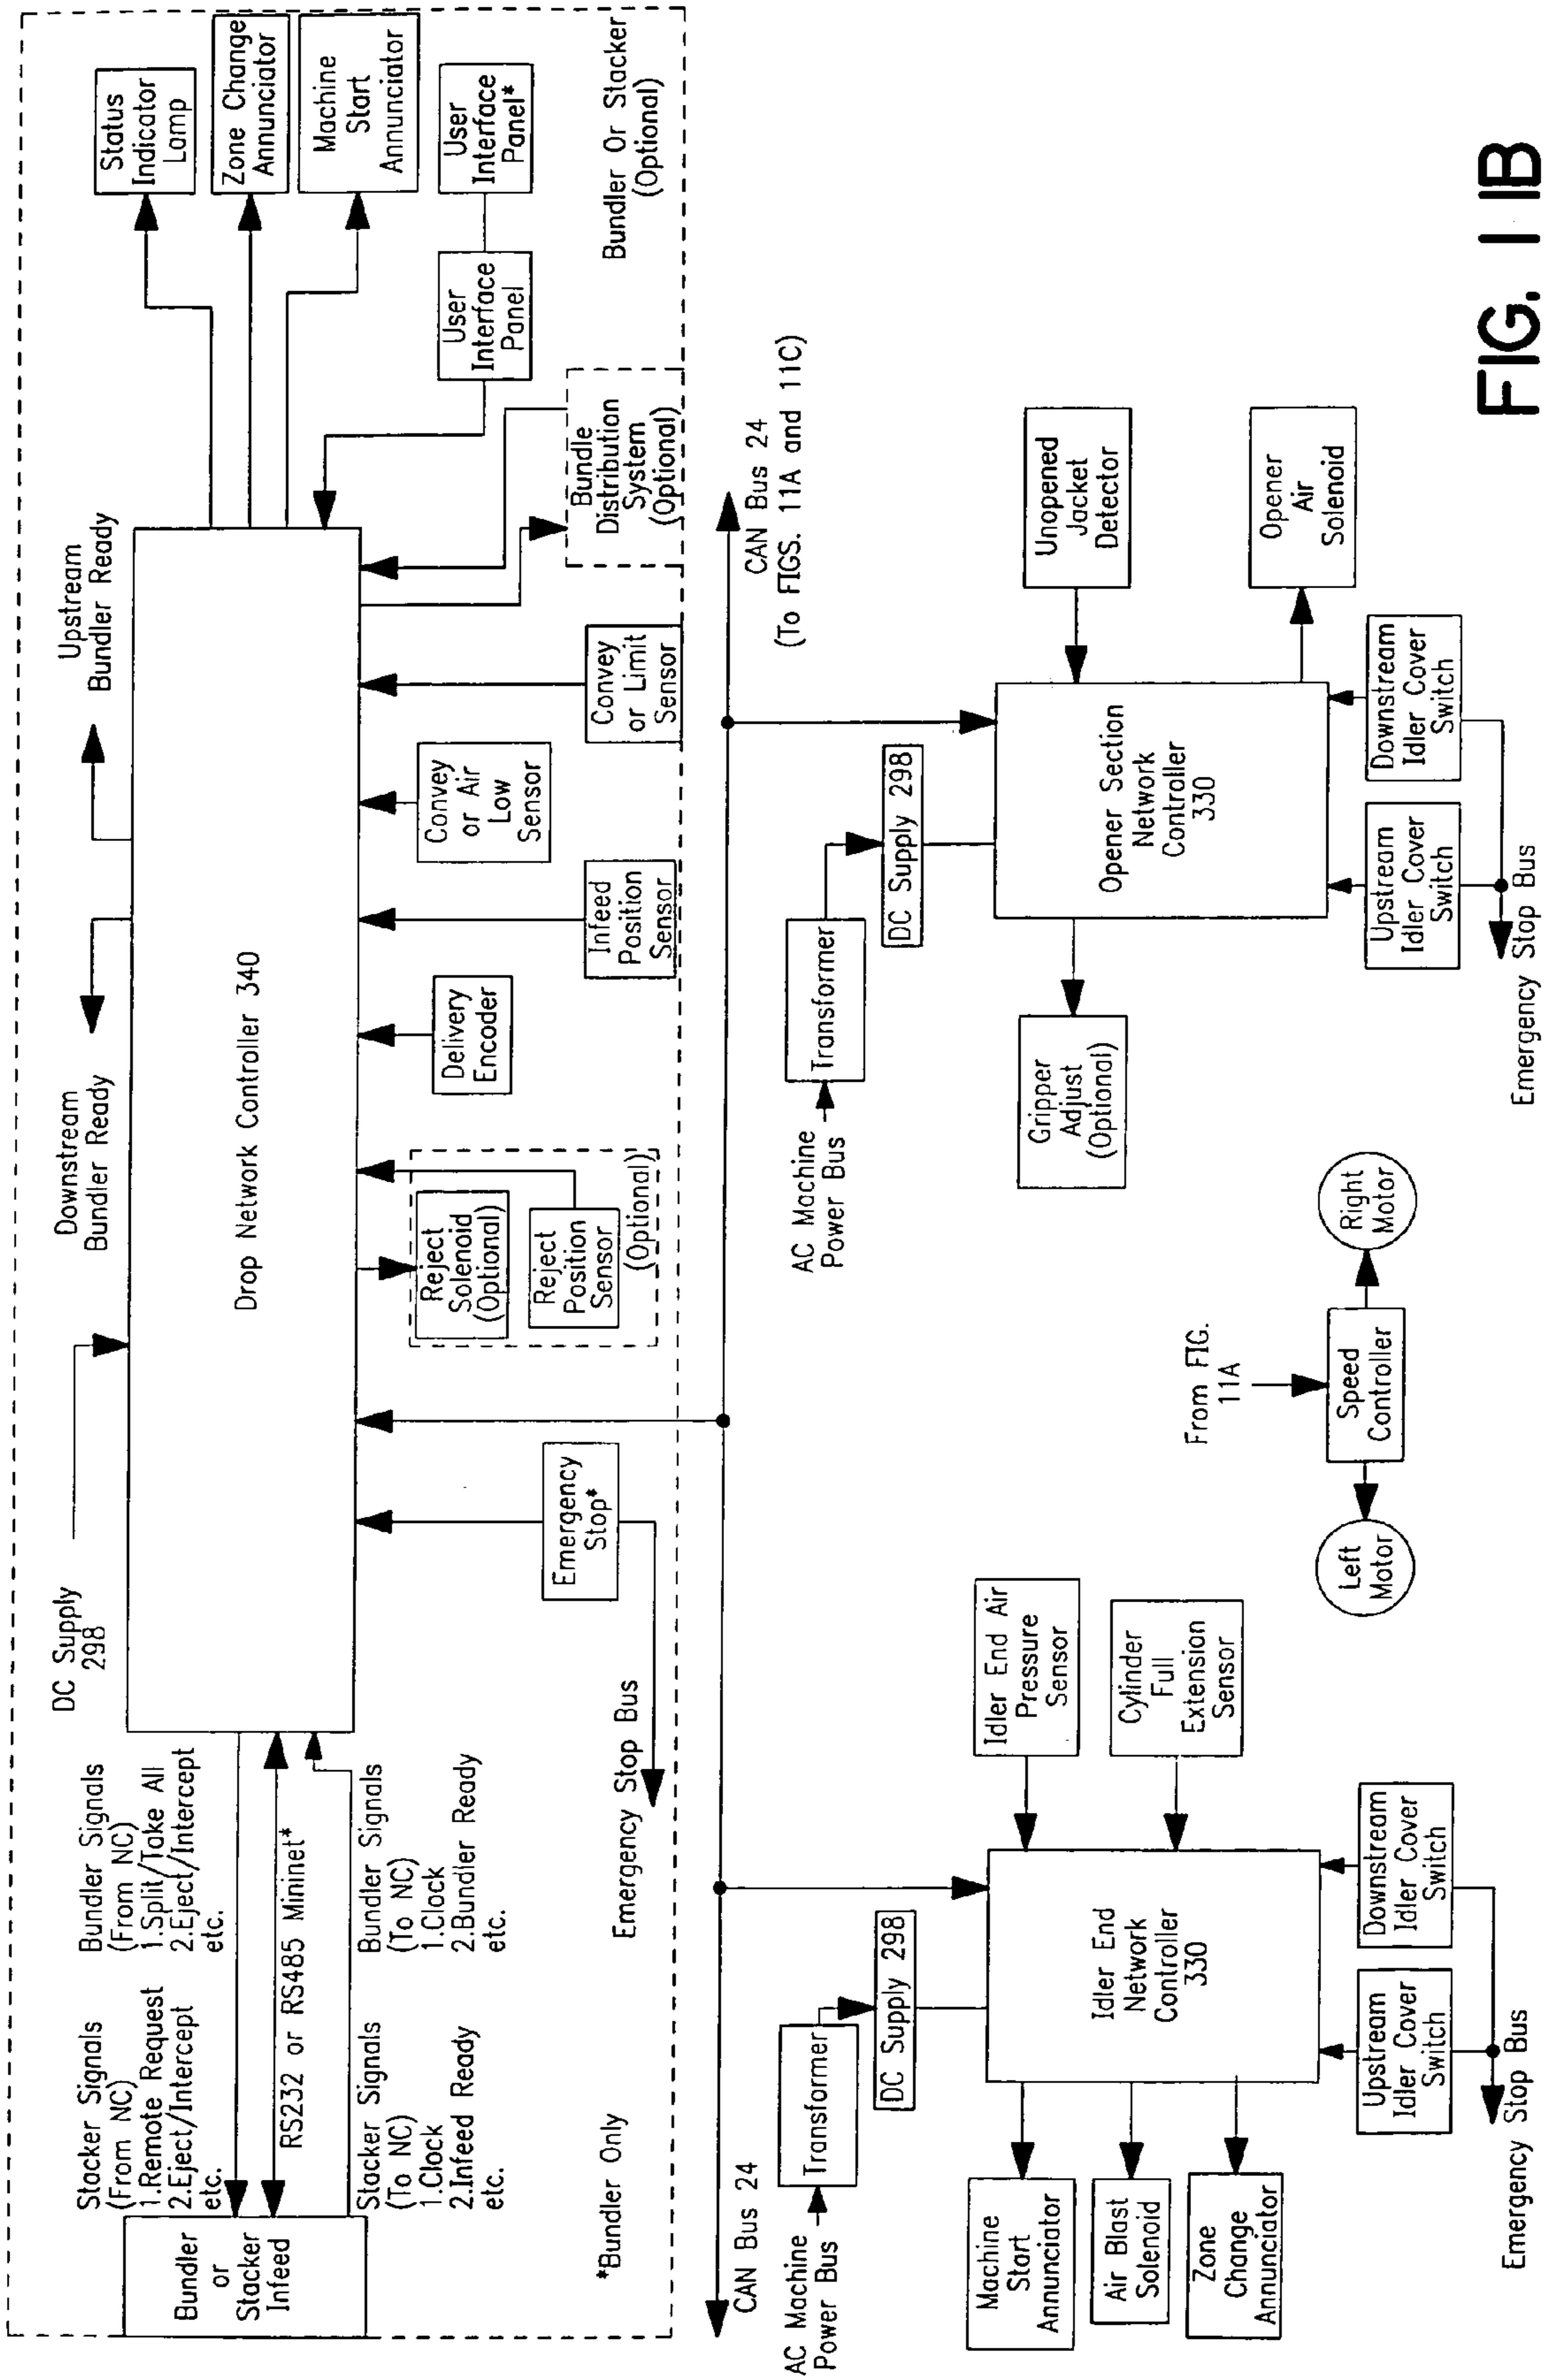 Stacker Signals
(From NC)
1.Remote Request
2.Eject/Intercept
etc.
Bundler Signals
(From NC)
1.Split/Take All
2.Eject/Intercept
etc.
DC Supply
298
Downstream
Bundler Ready
Upstream
Bundler Ready
Status
Indicator
Lamp
Zone Change
Annunciator
Machine
Start
Annunciator
Bundler
or
Stacker
Infeed
RS232 or RS485 Mininet*
Drop Network Controller 340
Stacker Signals
(To NC)
1.Clock
2.Infeed Ready
etc.
Bundler Signals
(To NC)
1.Clock
2.Bundler Ready
etc.
User
Interface
Panel
User
Interface
Panel*
Reject
Solenoid
(Optional)
Reject
Position
Sensor
(Optional)
Delivery
Encoder
Infeed
Position
Sensor
Convey
or Air
Low
Sensor
Convey
or Limit
Sensor
Bundle
Distribution
System
(Optional)
Bundler Or Stacker
(Optional)
*Bundler Only
Emergency Stop Bus
Emergency
Stop*
CAN Bus 24
CAN Bus 24
(To FIGS. 11A and 11C)
AC Machine
Power Bus
Transformer
DC Supply 298
Idler End
Network
Controller
330
Machine
Start
Annunciator
Air Blast
Solenoid
Zone
Change
Annunciator
Idler End Air
Pressure
Sensor
Cylinder
Full
Extension
Sensor
Upstream
Idler Cover
Switch
Downstream
Idler Cover
Switch
Emergency Stop Bus
From FIG.
11A
Speed
Controller
Left
Motor
Right
Motor
AC Machine
Power Bus
Transformer
DC Supply 298
Opener Section
Network
Controller
330
Gripper
Adjust
(Optional)
Unopened
Jacket
Detector
Opener
Air
Solenoid
Upstream
Idler Cover
Switch
Downstream
Idler Cover
Switch
Emergency Stop Bus
FIG. 11B